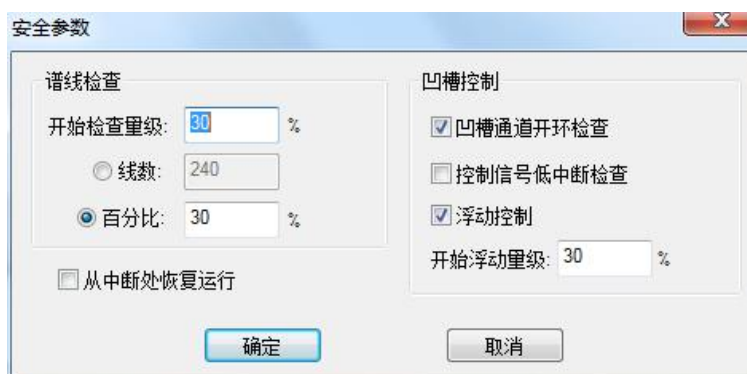 安全参数
谱线检查
开始检查量级: 30 %
线数: 240
百分比: 30 %
从中断处恢复运行
凹槽控制
凹槽通道开环检查
控制信号低中断检查
浮动控制
开始浮动量级: 30 %
确定
取消